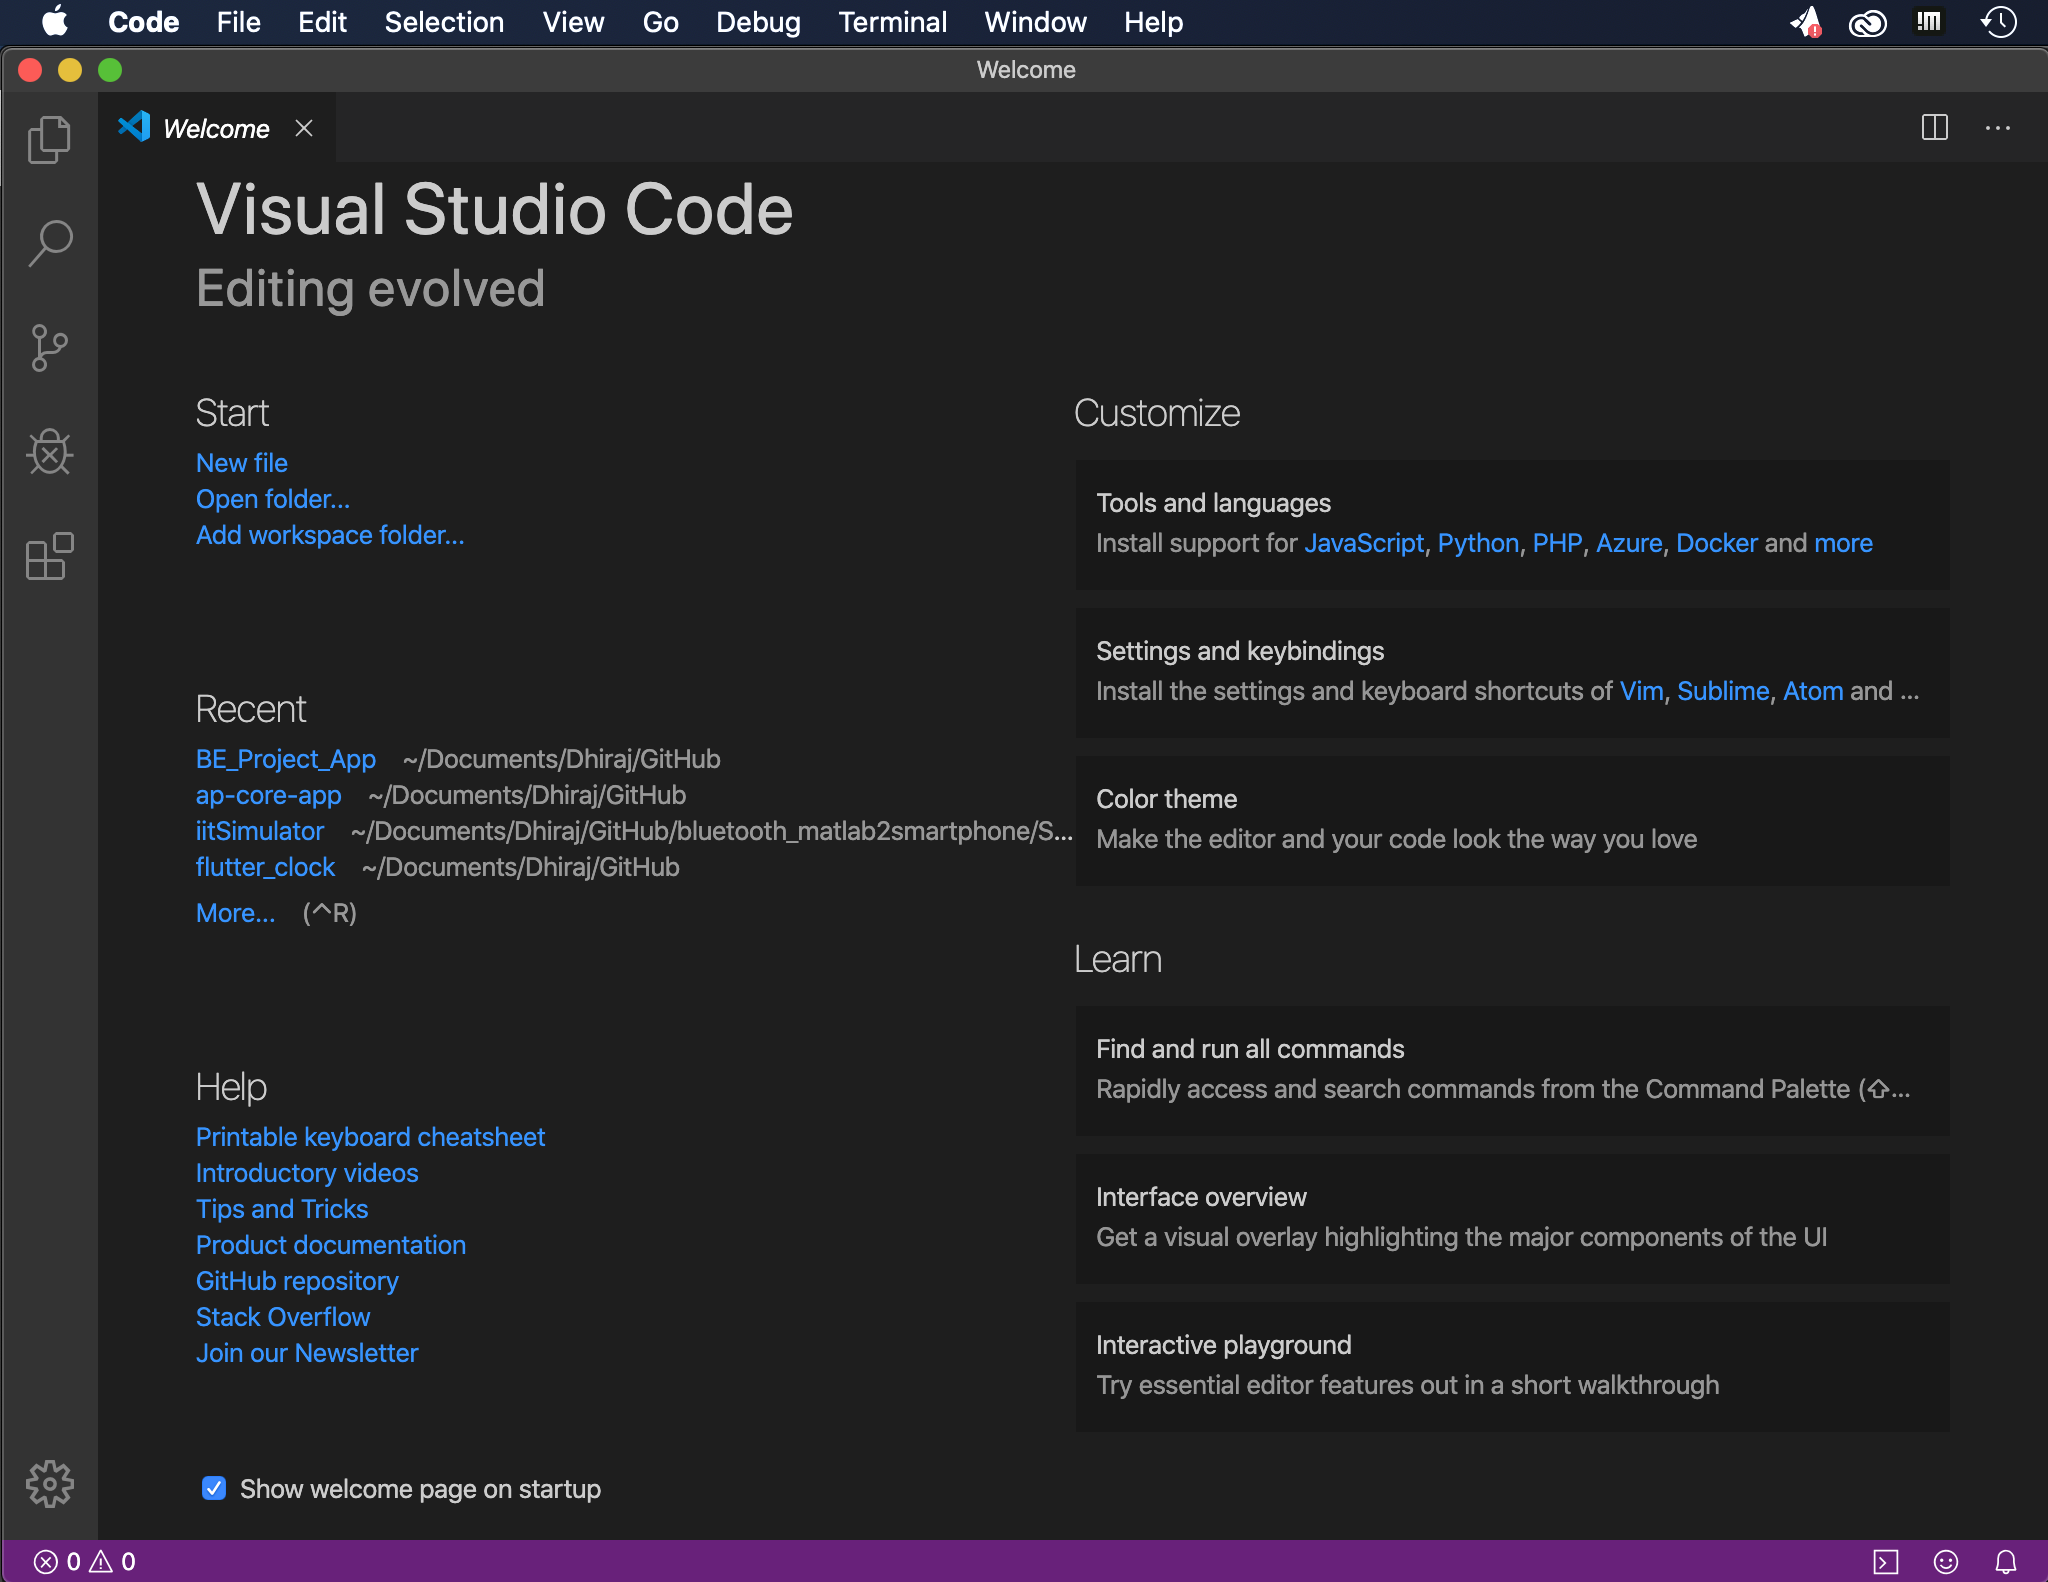 Code File Edit Selection View Go Debug Terminal Window Help
Welcome
Welcome
Visual Studio Code
Editing evolved
Start
New file
Open folder...
Add workspace folder...
Recent
BE_Project_App ~/Documents/Dhiraj/GitHub
ap-core-app ~/Documents/Dhiraj/GitHub
iitSimulator ~/Documents/Dhiraj/GitHub/bluetooth_matlab2smartphone/S...
flutter_clock ~/Documents/Dhiraj/GitHub
More... (^R)
Help
Printable keyboard cheatsheet
Introductory videos
Tips and Tricks
Product documentation
GitHub repository
Stack Overflow
Join our Newsletter
Show welcome page on startup
Customize
Tools and languages
Install support for JavaScript, Python, PHP, Azure, Docker and more
Settings and keybindings
Install the settings and keyboard shortcuts of Vim, Sublime, Atom and ...
Color theme
Make the editor and your code look the way you love
Learn
Find and run all commands
Rapidly access and search commands from the Command Palette (⇧...
Interface overview
Get a visual overlay highlighting the major components of the UI
Interactive playground
Try essential editor features out in a short walkthrough
0 0